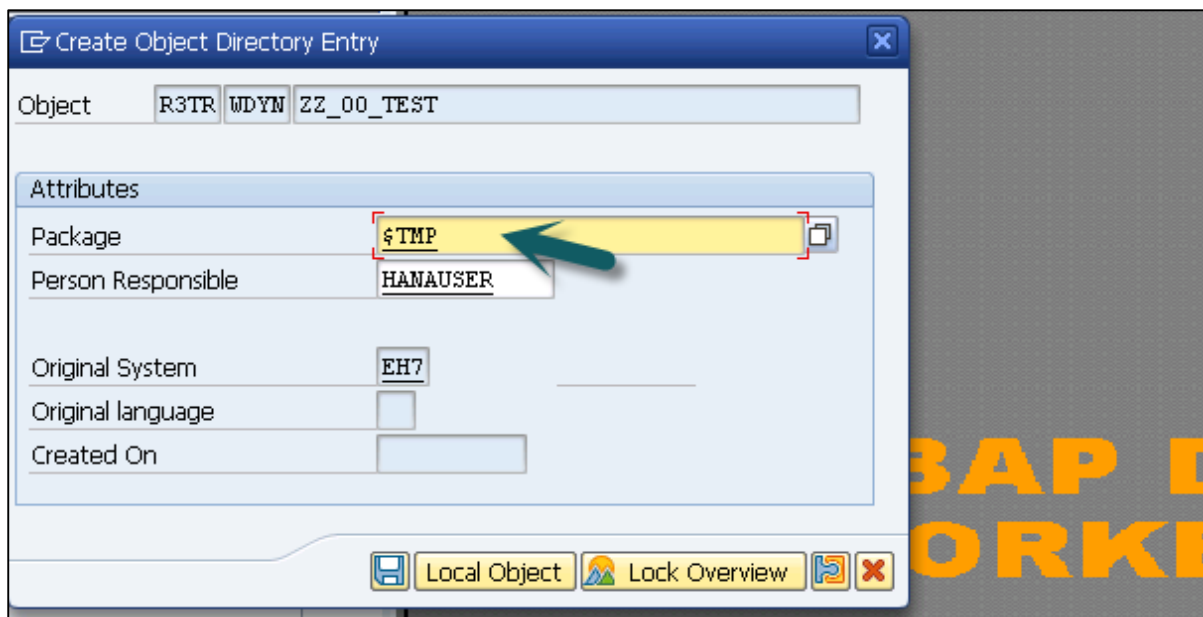 Create Object Directory Entry
Object R3TR WDYN ZZ_00_TEST
Attributes
Package $TMP
Person Responsible HANAUSER
Original System EH7
Original language
Created On
Local Object Lock Overview